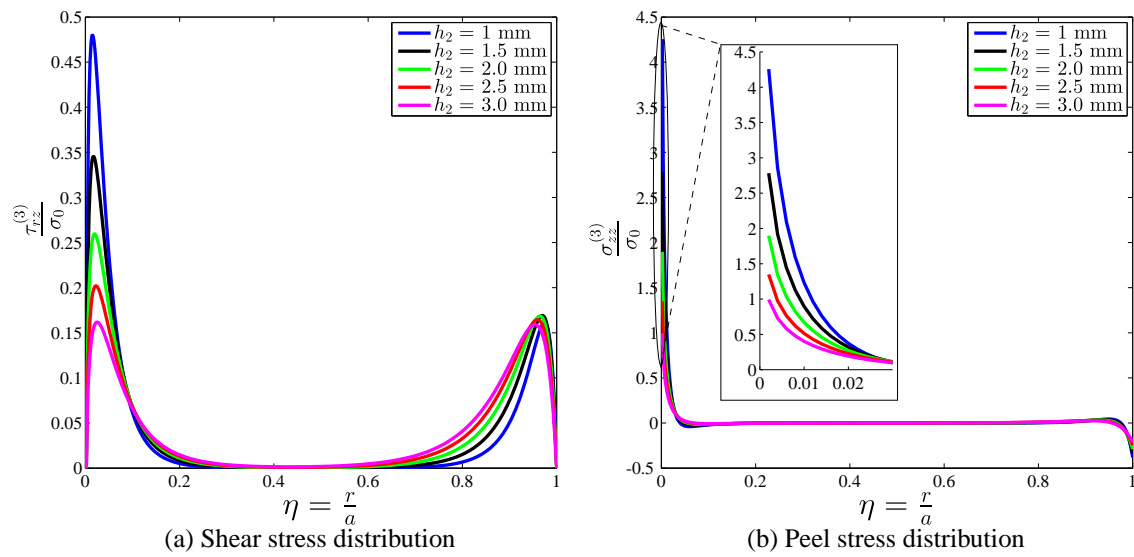 0.5
0.45
0.4
0.35
0.3
0.25
0.2
0.15
0.1
0.05
0
τ_{rz}^{(3)} / σ_0
h_2 = 1 mm
h_2 = 1.5 mm
h_2 = 2.0 mm
h_2 = 2.5 mm
h_2 = 3.0 mm
0 0.2 0.4 0.6 0.8 1
η = r/a
(a) Shear stress distribution
4.5
4
3.5
3
2.5
2
1.5
1
0.5
0
-0.5
σ_{zz}^{(3)} / σ_0
4.5
4
3.5
3
2.5
2
1.5
1
0.5
0
0 0.01 0.02
h_2 = 1 mm
h_2 = 1.5 mm
h_2 = 2.0 mm
h_2 = 2.5 mm
h_2 = 3.0 mm
0 0.2 0.4 0.6 0.8 1
η = r/a
(b) Peel stress distribution